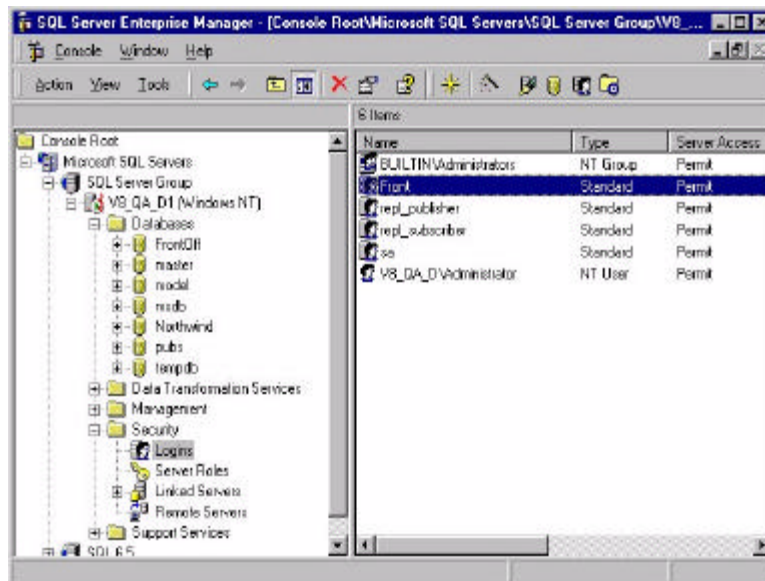 SQL Server Enterprise Manager - [Console Root\Microsoft SQL Servers\SQL Server Group\V8_...
Console Window Help
Action View Tools
6 Items
Console Root
Microsoft SQL Servers
SQL Server Group
V8_QA_D1 (Windows NT)
Databases
FrontOff
master
model
msdb
Northwind
pubs
tempdb
Data Transformation Services
Management
Security
Logins
Server Roles
Linked Servers
Remote Servers
Support Services
SQL 6.5
Name Type Server Access
BUILTIN\Administrators NT Group Permit
Front Standard Permit
repl_publisher Standard Permit
repl_subscriber Standard Permit
sa Standard Permit
V8_QA_D\Administrator NT User Permit